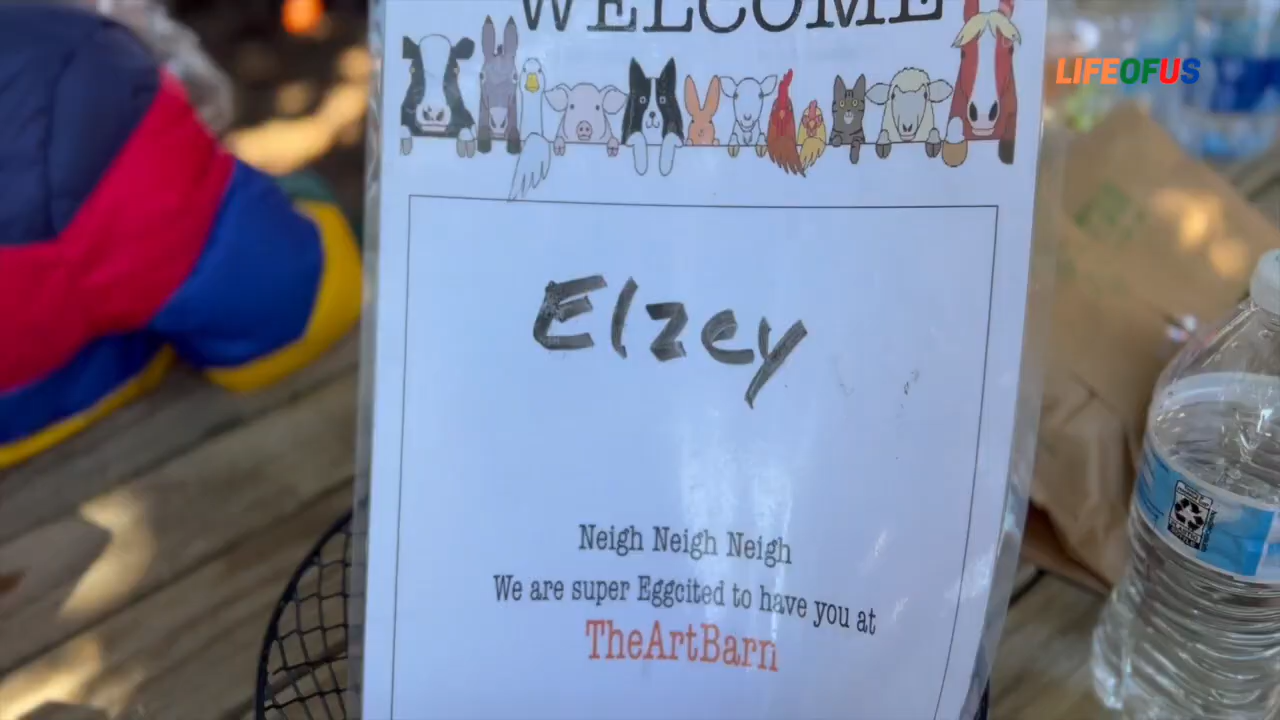 WELCOME
LIFEOFUS
Elzey
Neigh Neigh Neigh
We are super Eggcited to have you at
TheArtBarn